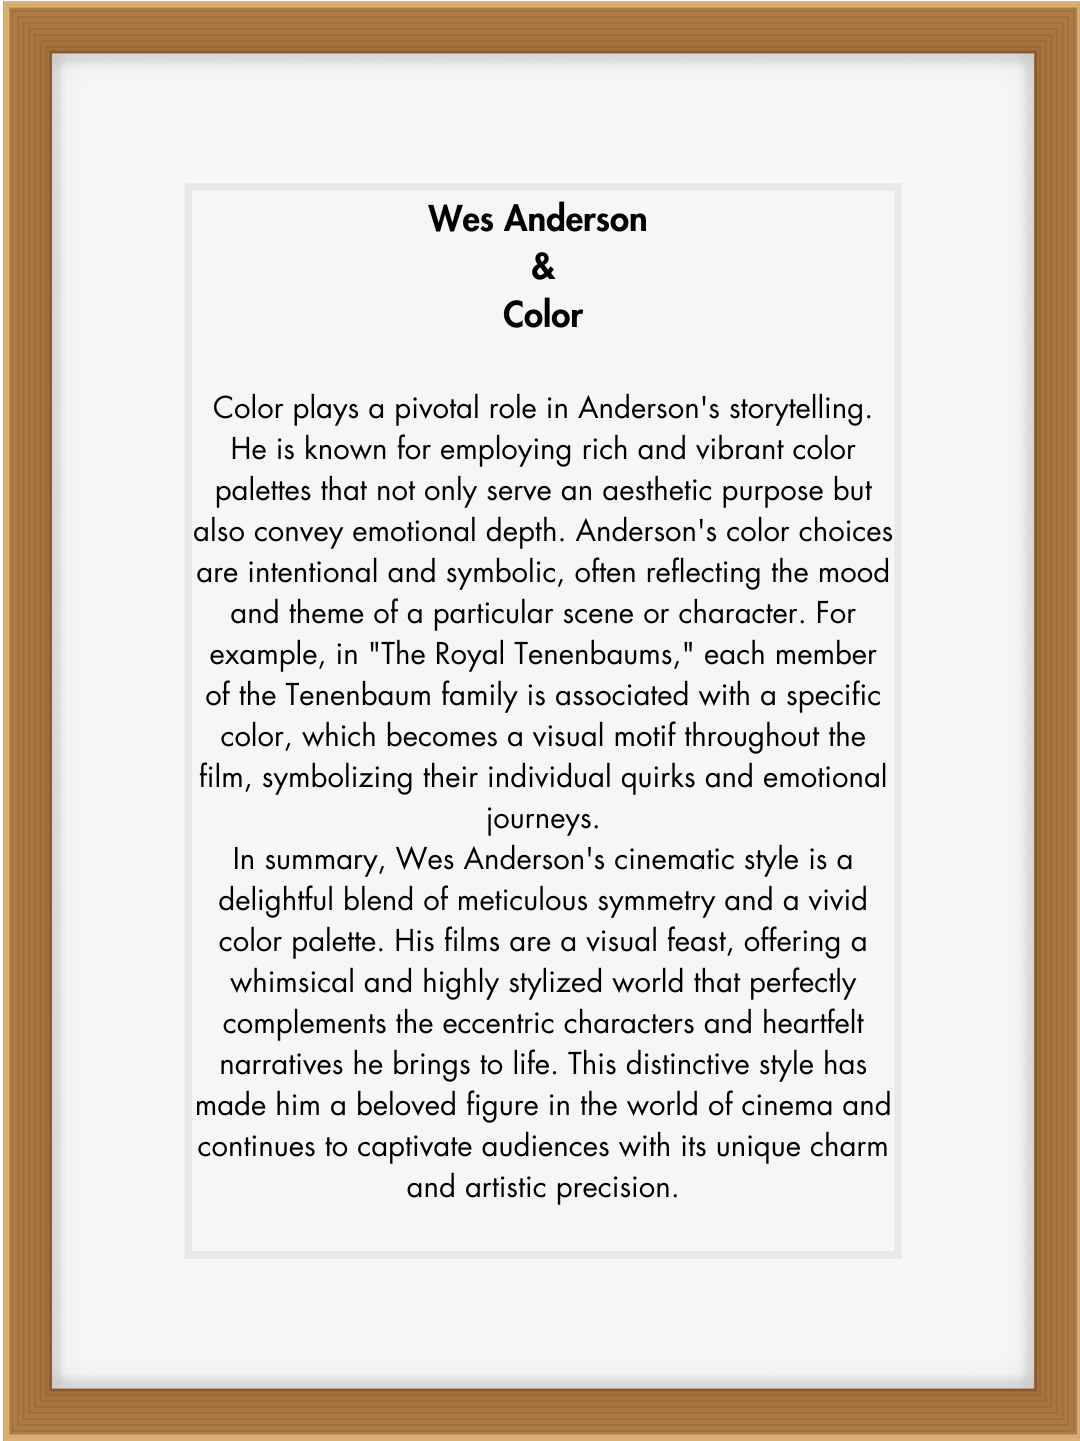 Wes Anderson
&
Color
Color plays a pivotal role in Anderson's storytelling.
He is known for employing rich and vibrant color
palettes that not only serve an aesthetic purpose but
also convey emotional depth. Anderson's color choices
are intentional and symbolic, often reflecting the mood
and theme of a particular scene or character. For
example, in "The Royal Tenenbaums," each member
of the Tenenbaum family is associated with a specific
color, which becomes a visual motif throughout the
film, symbolizing their individual quirks and emotional
journeys.
In summary, Wes Anderson's cinematic style is a
delightful blend of meticulous symmetry and a vivid
color palette. His films are a visual feast, offering a
whimsical and highly stylized world that perfectly
complements the eccentric characters and heartfelt
narratives he brings to life. This distinctive style has
made him a beloved figure in the world of cinema and
continues to captivate audiences with its unique charm
and artistic precision.